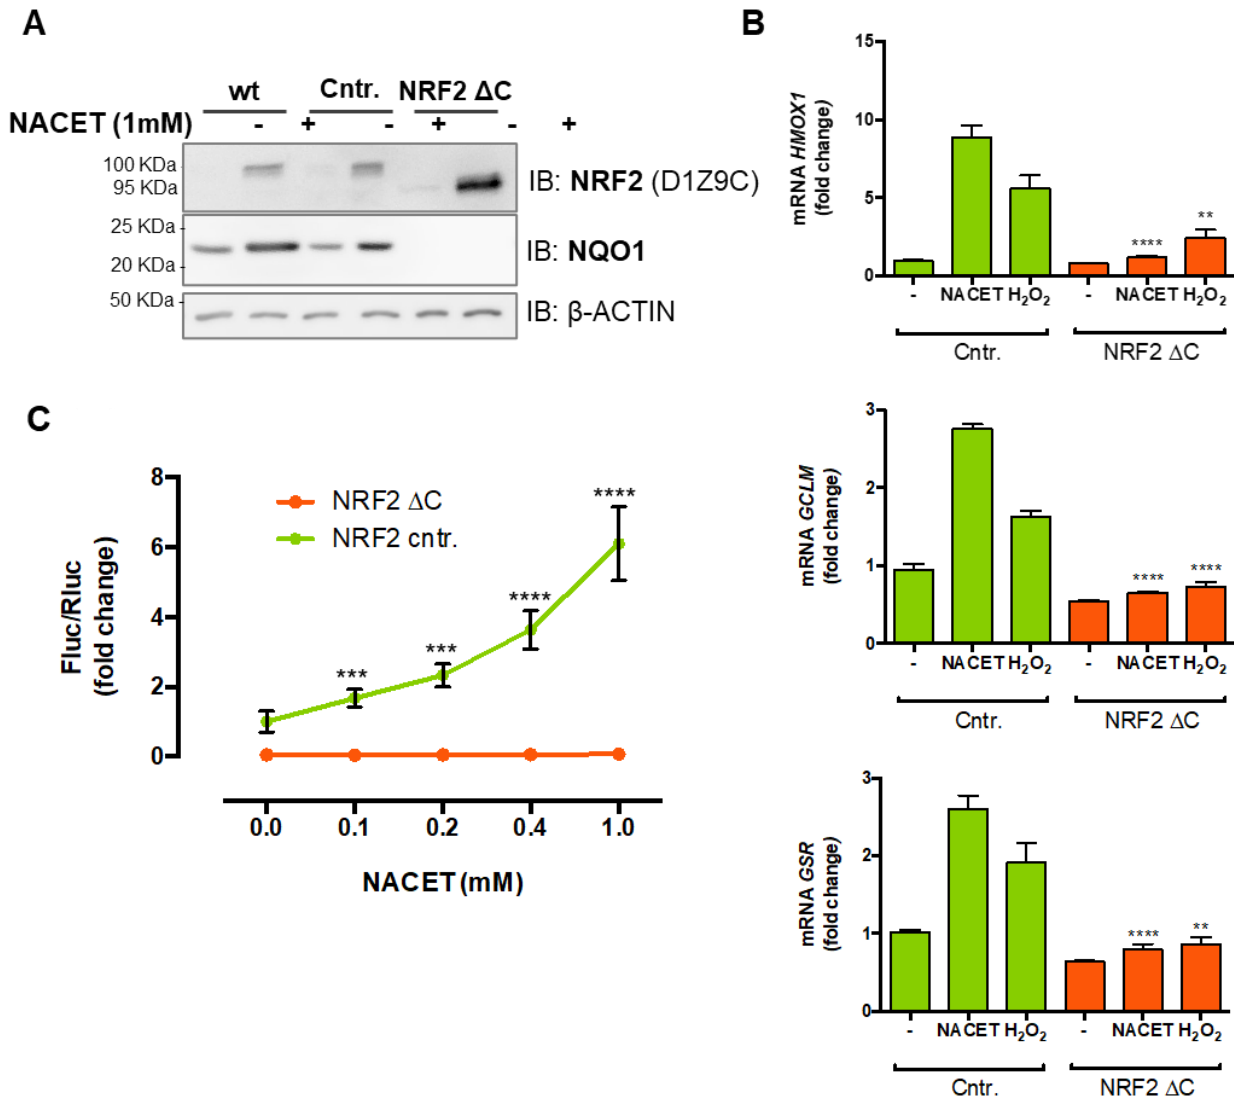 A
wt Cntr. NRF2 ΔC
NACET (1mM) - + - + - +
100 KDa
95 KDa
IB: NRF2 (D1Z9C)
25 KDa
20 KDa
IB: NQO1
50 KDa
IB: β-ACTIN
B
mRNA HMOX1
(fold change)
15
10
5
0
**
****
- NACET H₂O₂ - NACET H₂O₂
Cntr. NRF2 ΔC
mRNA GCLM
(fold change)
3
2
1
0
**** ****
- NACET H₂O₂ - NACET H₂O₂
Cntr. NRF2 ΔC
mRNA GSR
(fold change)
3
2
1
0
**** **
- NACET H₂O₂ - NACET H₂O₂
Cntr. NRF2 ΔC
C
Fluc/Rluc
(fold change)
8
6
4
2
0
NRF2 ΔC
NRF2 cntr.
***
***
****
****
0.0 0.1 0.2 0.4 1.0
NACET (mM)